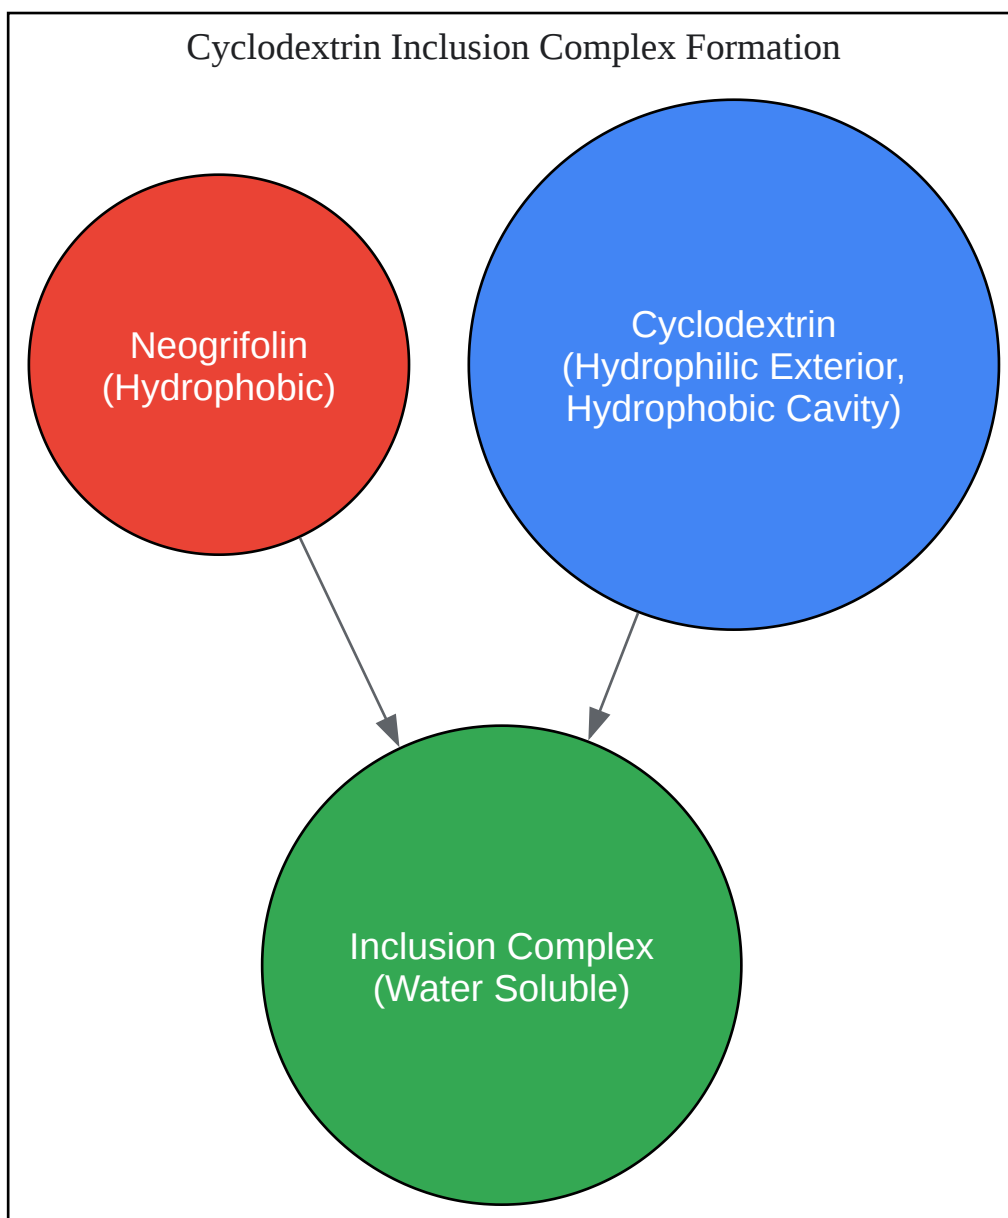 Cyclodextrin Inclusion Complex Formation
Neogrifolin
(Hydrophobic)
Cyclodextrin
(Hydrophilic Exterior,
Hydrophobic Cavity)
Inclusion Complex
(Water Soluble)